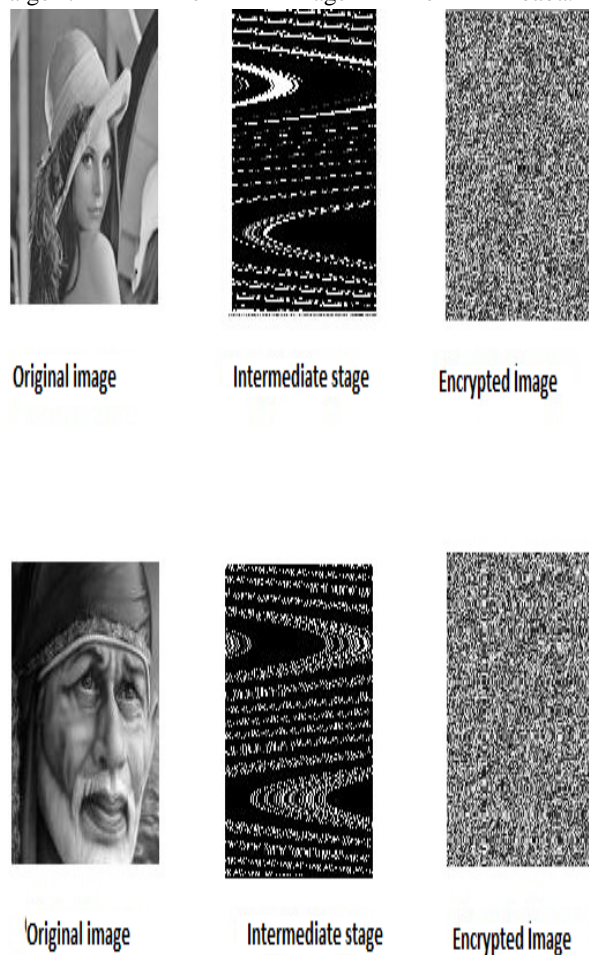 Original image
Intermediate stage
Encrypted image
'Original image
Intermediate stage
Encrypted image